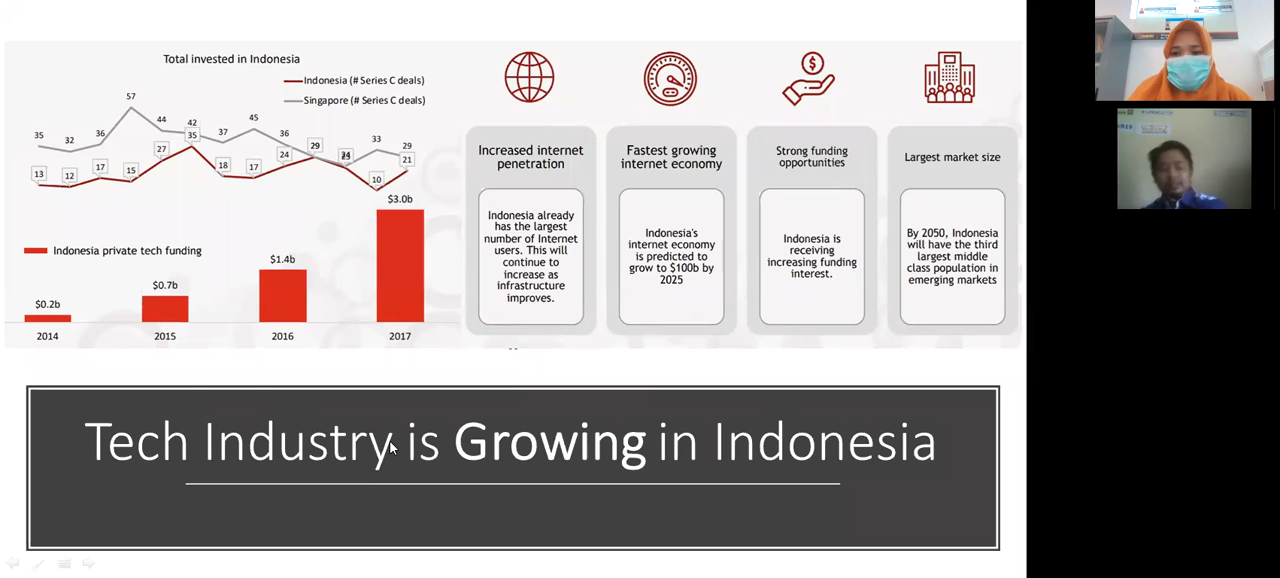 Total invested in Indonesia
Indonesia (# Series C deals)
Singapore (# Series C deals)
35
32
36
57
44
42
37
45
36
33
29
13
12
17
15
27
35
18
17
24
29
10
21
Indonesia private tech funding
$0.2b
$0.7b
$1.4b
$3.0b
2014
2015
2016
2017
Increased internet
penetration
Indonesia already
has the largest
number of Internet
users. This will
continue to
increase as
infrastructure
improves.
Fastest growing
internet economy
Indonesia's
internet economy
is predicted to
grow to $100b by
2025
Strong funding
opportunities
Indonesia is
receiving
increasing funding
interest.
Largest market size
By 2050, Indonesia
will have the third
largest middle
class population in
emerging markets
Tech Industry is Growing in Indonesia